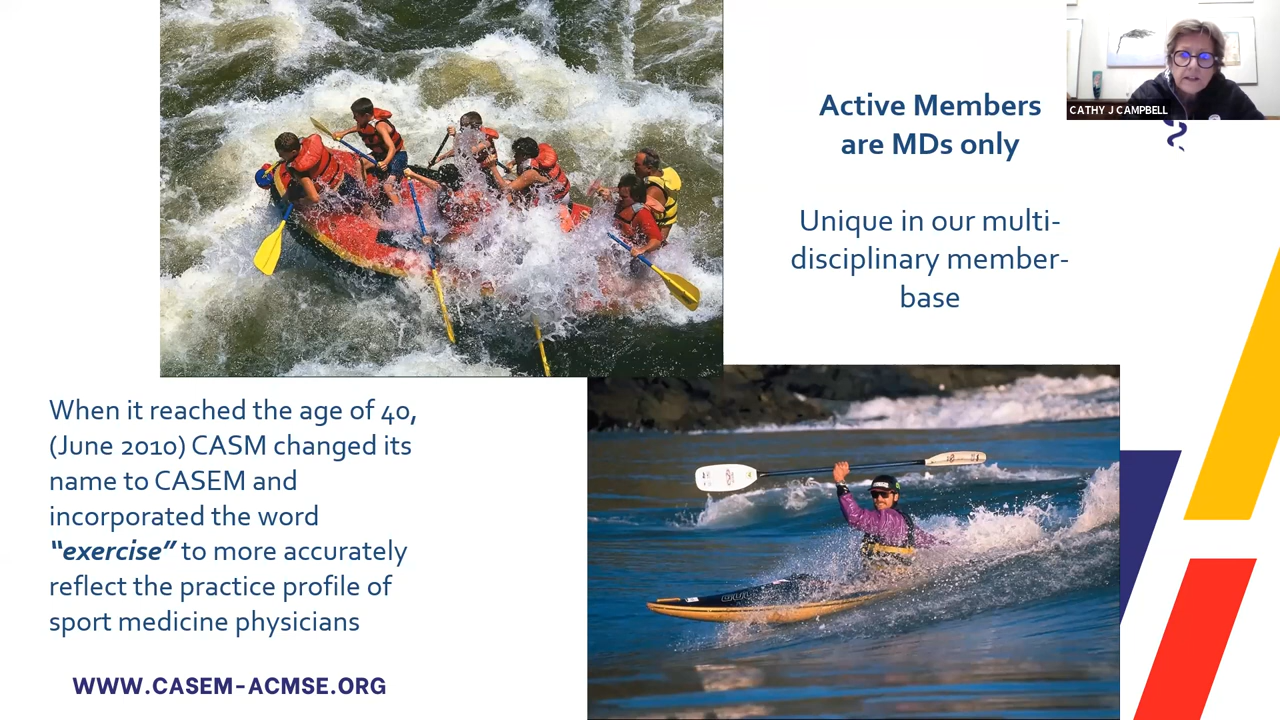 Active Members
are MDs only
CATHY J CAMPBELL
Unique in our multi-
disciplinary member-
base
When it reached the age of 40,
(June 2010) CASM changed its
name to CASEM and
incorporated the word
“exercise” to more accurately
reflect the practice profile of
sport medicine physicians
WWW.CASEM-ACMSE.ORG